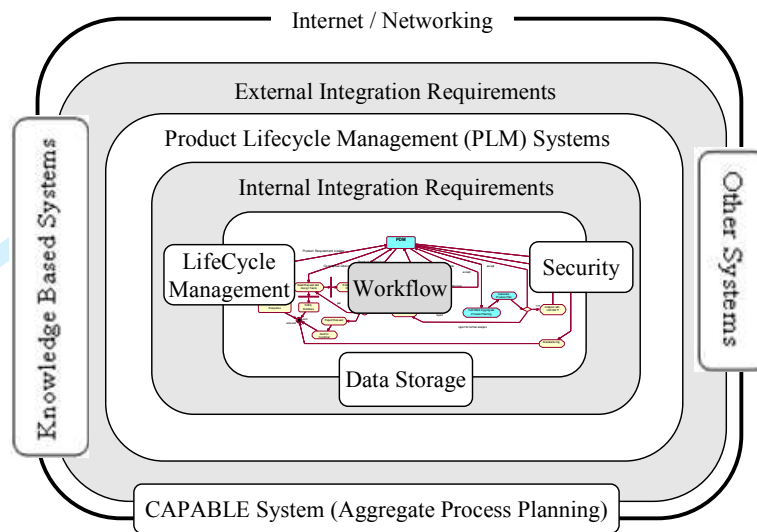 Internet / Networking
External Integration Requirements
Product Lifecycle Management (PLM) Systems
Internal Integration Requirements
PDM
LifeCycle
Management
Workflow
Security
Data Storage
Knowledge Based Systems
Other
Systems
CAPABLE System (Aggregate Process Planning)